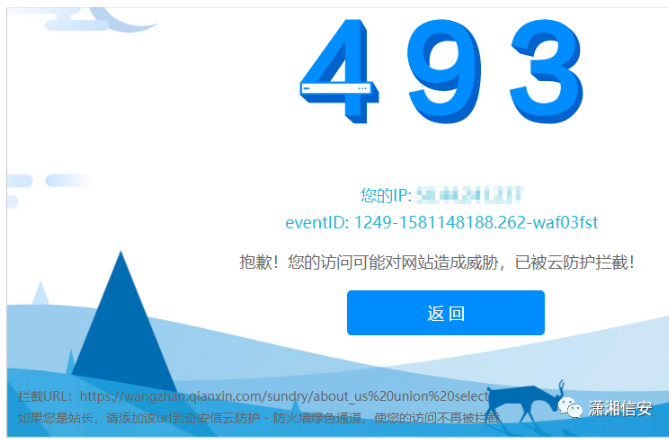 493
您的IP:
eventID: 1249-1581148188.262-waf03fst
抱歉！您的访问可能对网站造成威胁，已被云防护拦截！
返回
拦截URL：https://wangzhan.qianxin.com/sundry/about_us%20union%20select
如果您是站长，请添加该url到奇安信云防护 - 防火墙绿色通道，使您的访问不再被拦截
潇湘信安